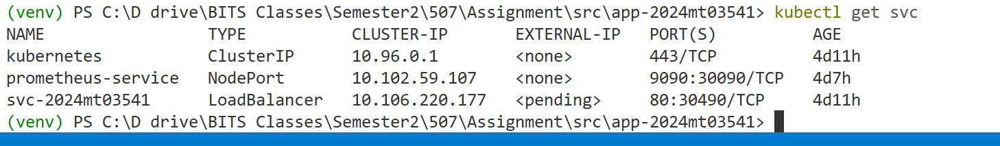 (venv) PS C:\D drive\BITS Classes\Semester2\507\Assignment\src\app-2024mt03541> kubectl get svc
NAME TYPE CLUSTER-IP EXTERNAL-IP PORT(S) AGE
kubernetes ClusterIP 10.96.0.1 <none> 443/TCP 4d11h
prometheus-service NodePort 10.102.59.107 <none> 9090:30090/TCP 4d7h
svc-2024mt03541 LoadBalancer 10.106.220.177 <pending> 80:30490/TCP 4d11h
(venv) PS C:\D drive\BITS Classes\Semester2\507\Assignment\src\app-2024mt03541>